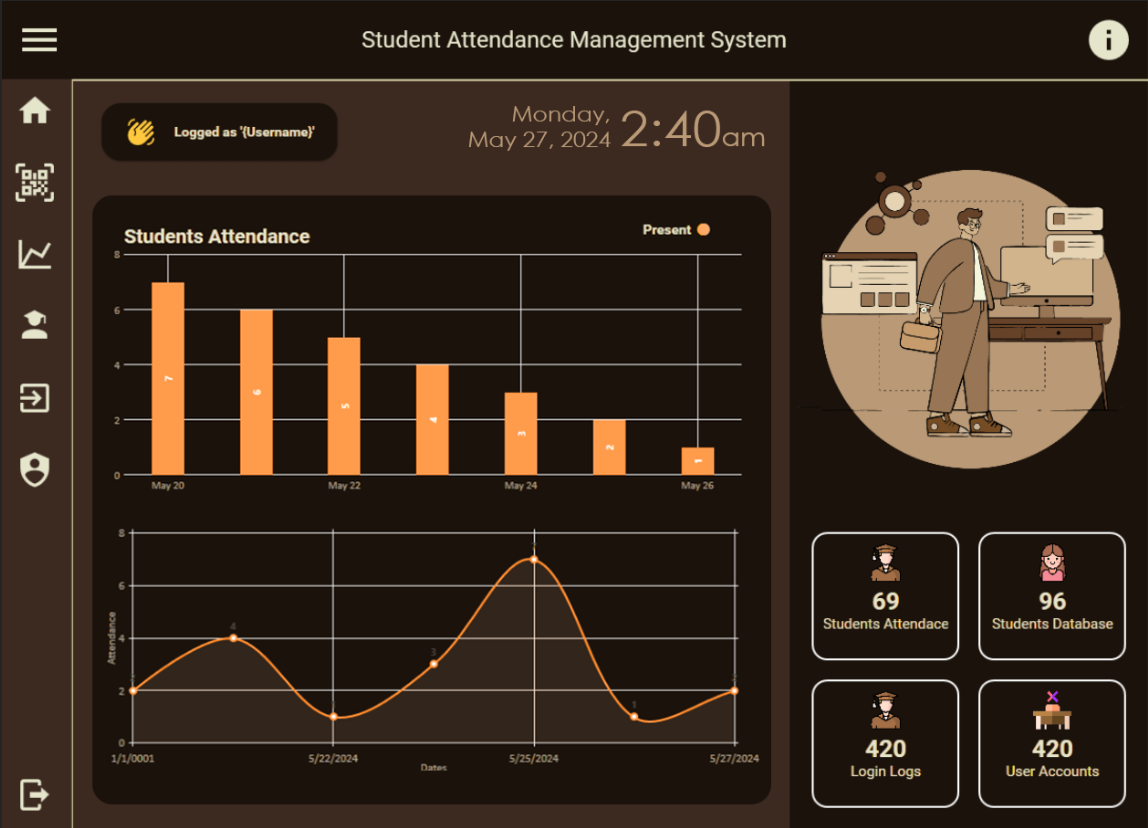 Student Attendance Management System
Logged as '{Username}'
Monday,
May 27, 2024
2:40am
Students Attendance
Present
8
6
4
2
0
7
6
5
4
3
2
1
May 20
May 22
May 24
May 26
8
6
4
2
0
Attendance
4
3
1
1/1/0001
5/22/2024
5/25/2024
5/27/2024
Dates
69
Students Attendace
96
Students Database
420
Login Logs
420
User Accounts